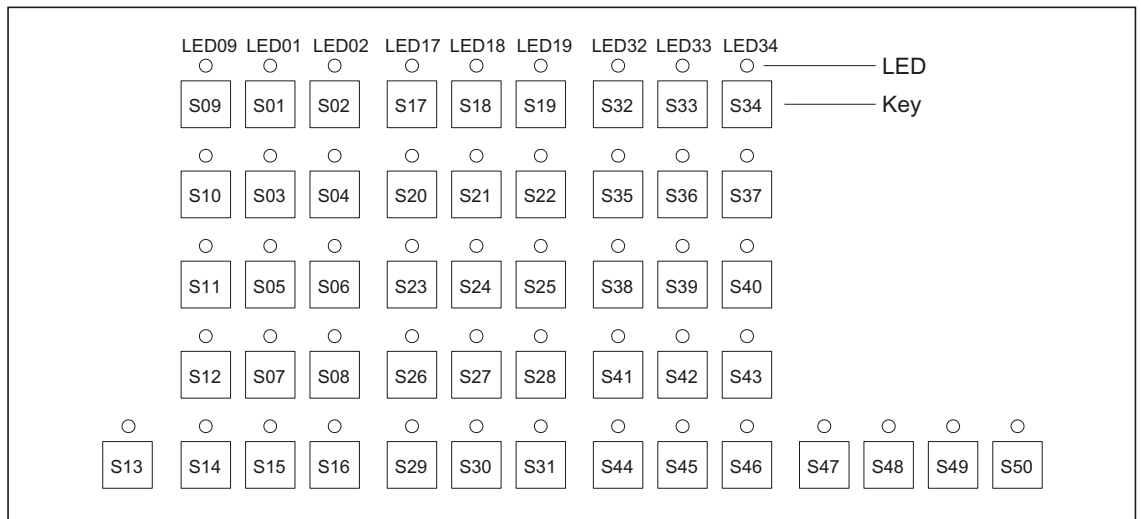 LED09 LED01 LED02 LED17 LED18 LED19 LED32 LED33 LED34
LED
S09 S01 S02 S17 S18 S19 S32 S33 S34 Key
S10 S03 S04 S20 S21 S22 S35 S36 S37
S11 S05 S06 S23 S24 S25 S38 S39 S40
S12 S07 S08 S26 S27 S28 S41 S42 S43
S13 S14 S15 S16 S29 S30 S31 S44 S45 S46 S47 S48 S49 S50